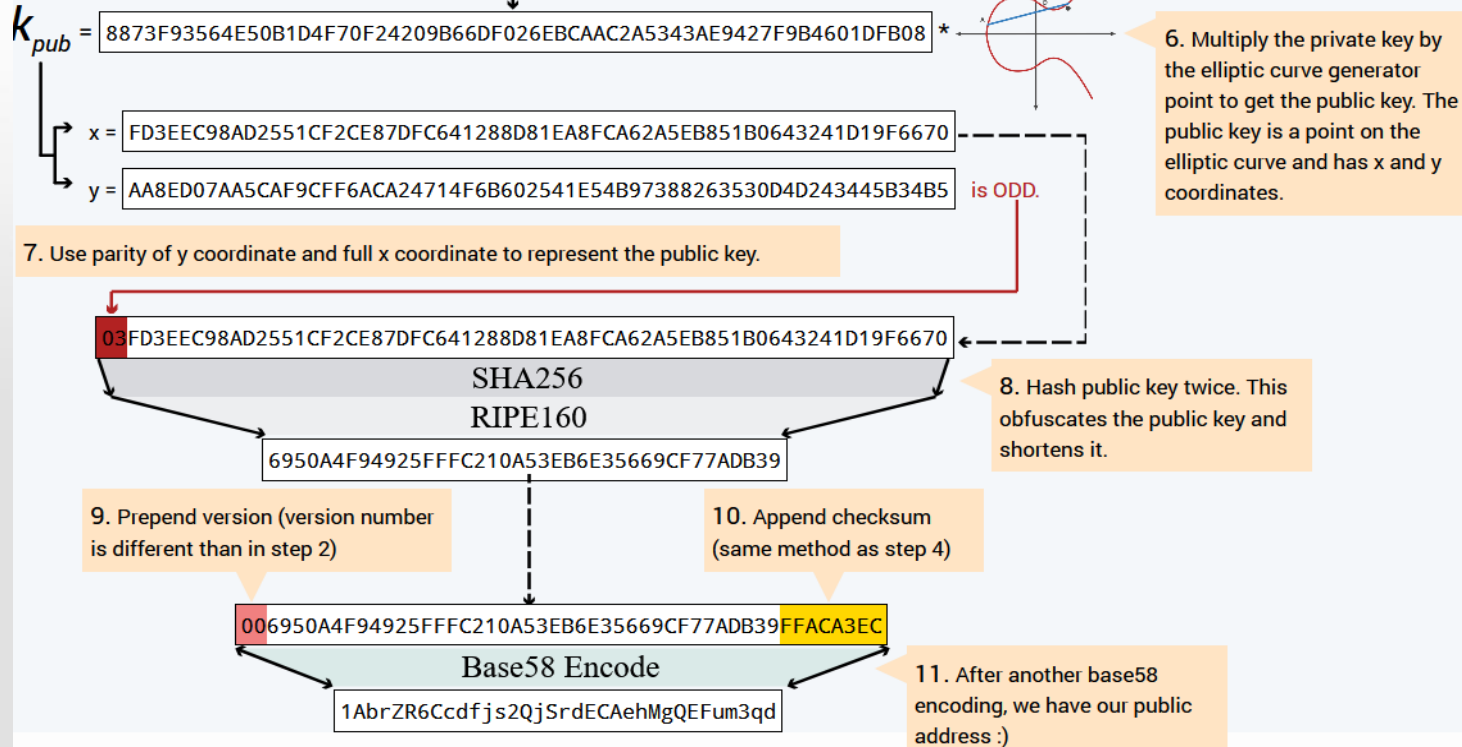 kpub = 8873F93564E50B1D4F70F24209B66DF026EBCAAC2A5343AE9427F9B4601DFB08 *
6. Multiply the private key by
the elliptic curve generator
point to get the public key. The
public key is a point on the
elliptic curve and has x and y
coordinates.
x = FD3EEC98AD2551CF2CE87DFC641288D81EA8FCA62A5EB851B0643241D19F6670
y = AA8ED07AA5CAF9CFF6ACA24714F6B602541E54B97388263530D4D243445B34B5 is ODD.
7. Use parity of y coordinate and full x coordinate to represent the public key.
03FD3EEC98AD2551CF2CE87DFC641288D81EA8FCA62A5EB851B0643241D19F6670
SHA256
RIPE160
8. Hash public key twice. This
obfuscates the public key and
shortens it.
6950A4F94925FFFC210A53EB6E35669CF77ADB39
9. Prepend version (version number
is different than in step 2)
10. Append checksum
(same method as step 4)
006950A4F94925FFFC210A53EB6E35669CF77ADB39FFACA3EC
Base58 Encode
1AbrZR6Ccdfjs2QjSrdECAehMgQEFum3qd
11. After another base58
encoding, we have our public
address :)